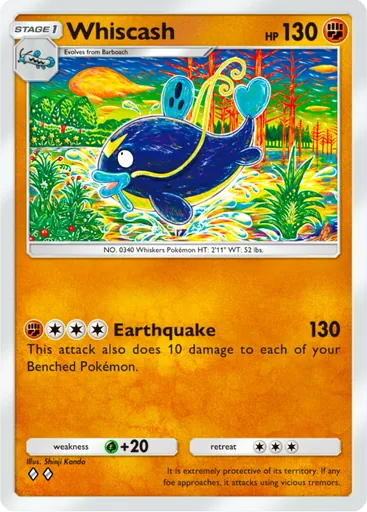 STAGE 1 Whiscash HP 130
Evolves from Barboach
NO. 0340 Whiskers Pokémon HT: 2'11" WT: 52 lbs.
Earthquake 130
This attack also does 10 damage to each of your
Benched Pokémon.
weakness +20 retreat
Illus. Shinji Kanda
It is extremely protective of its territory. If any
foe approaches, it attacks using vicious tremors.